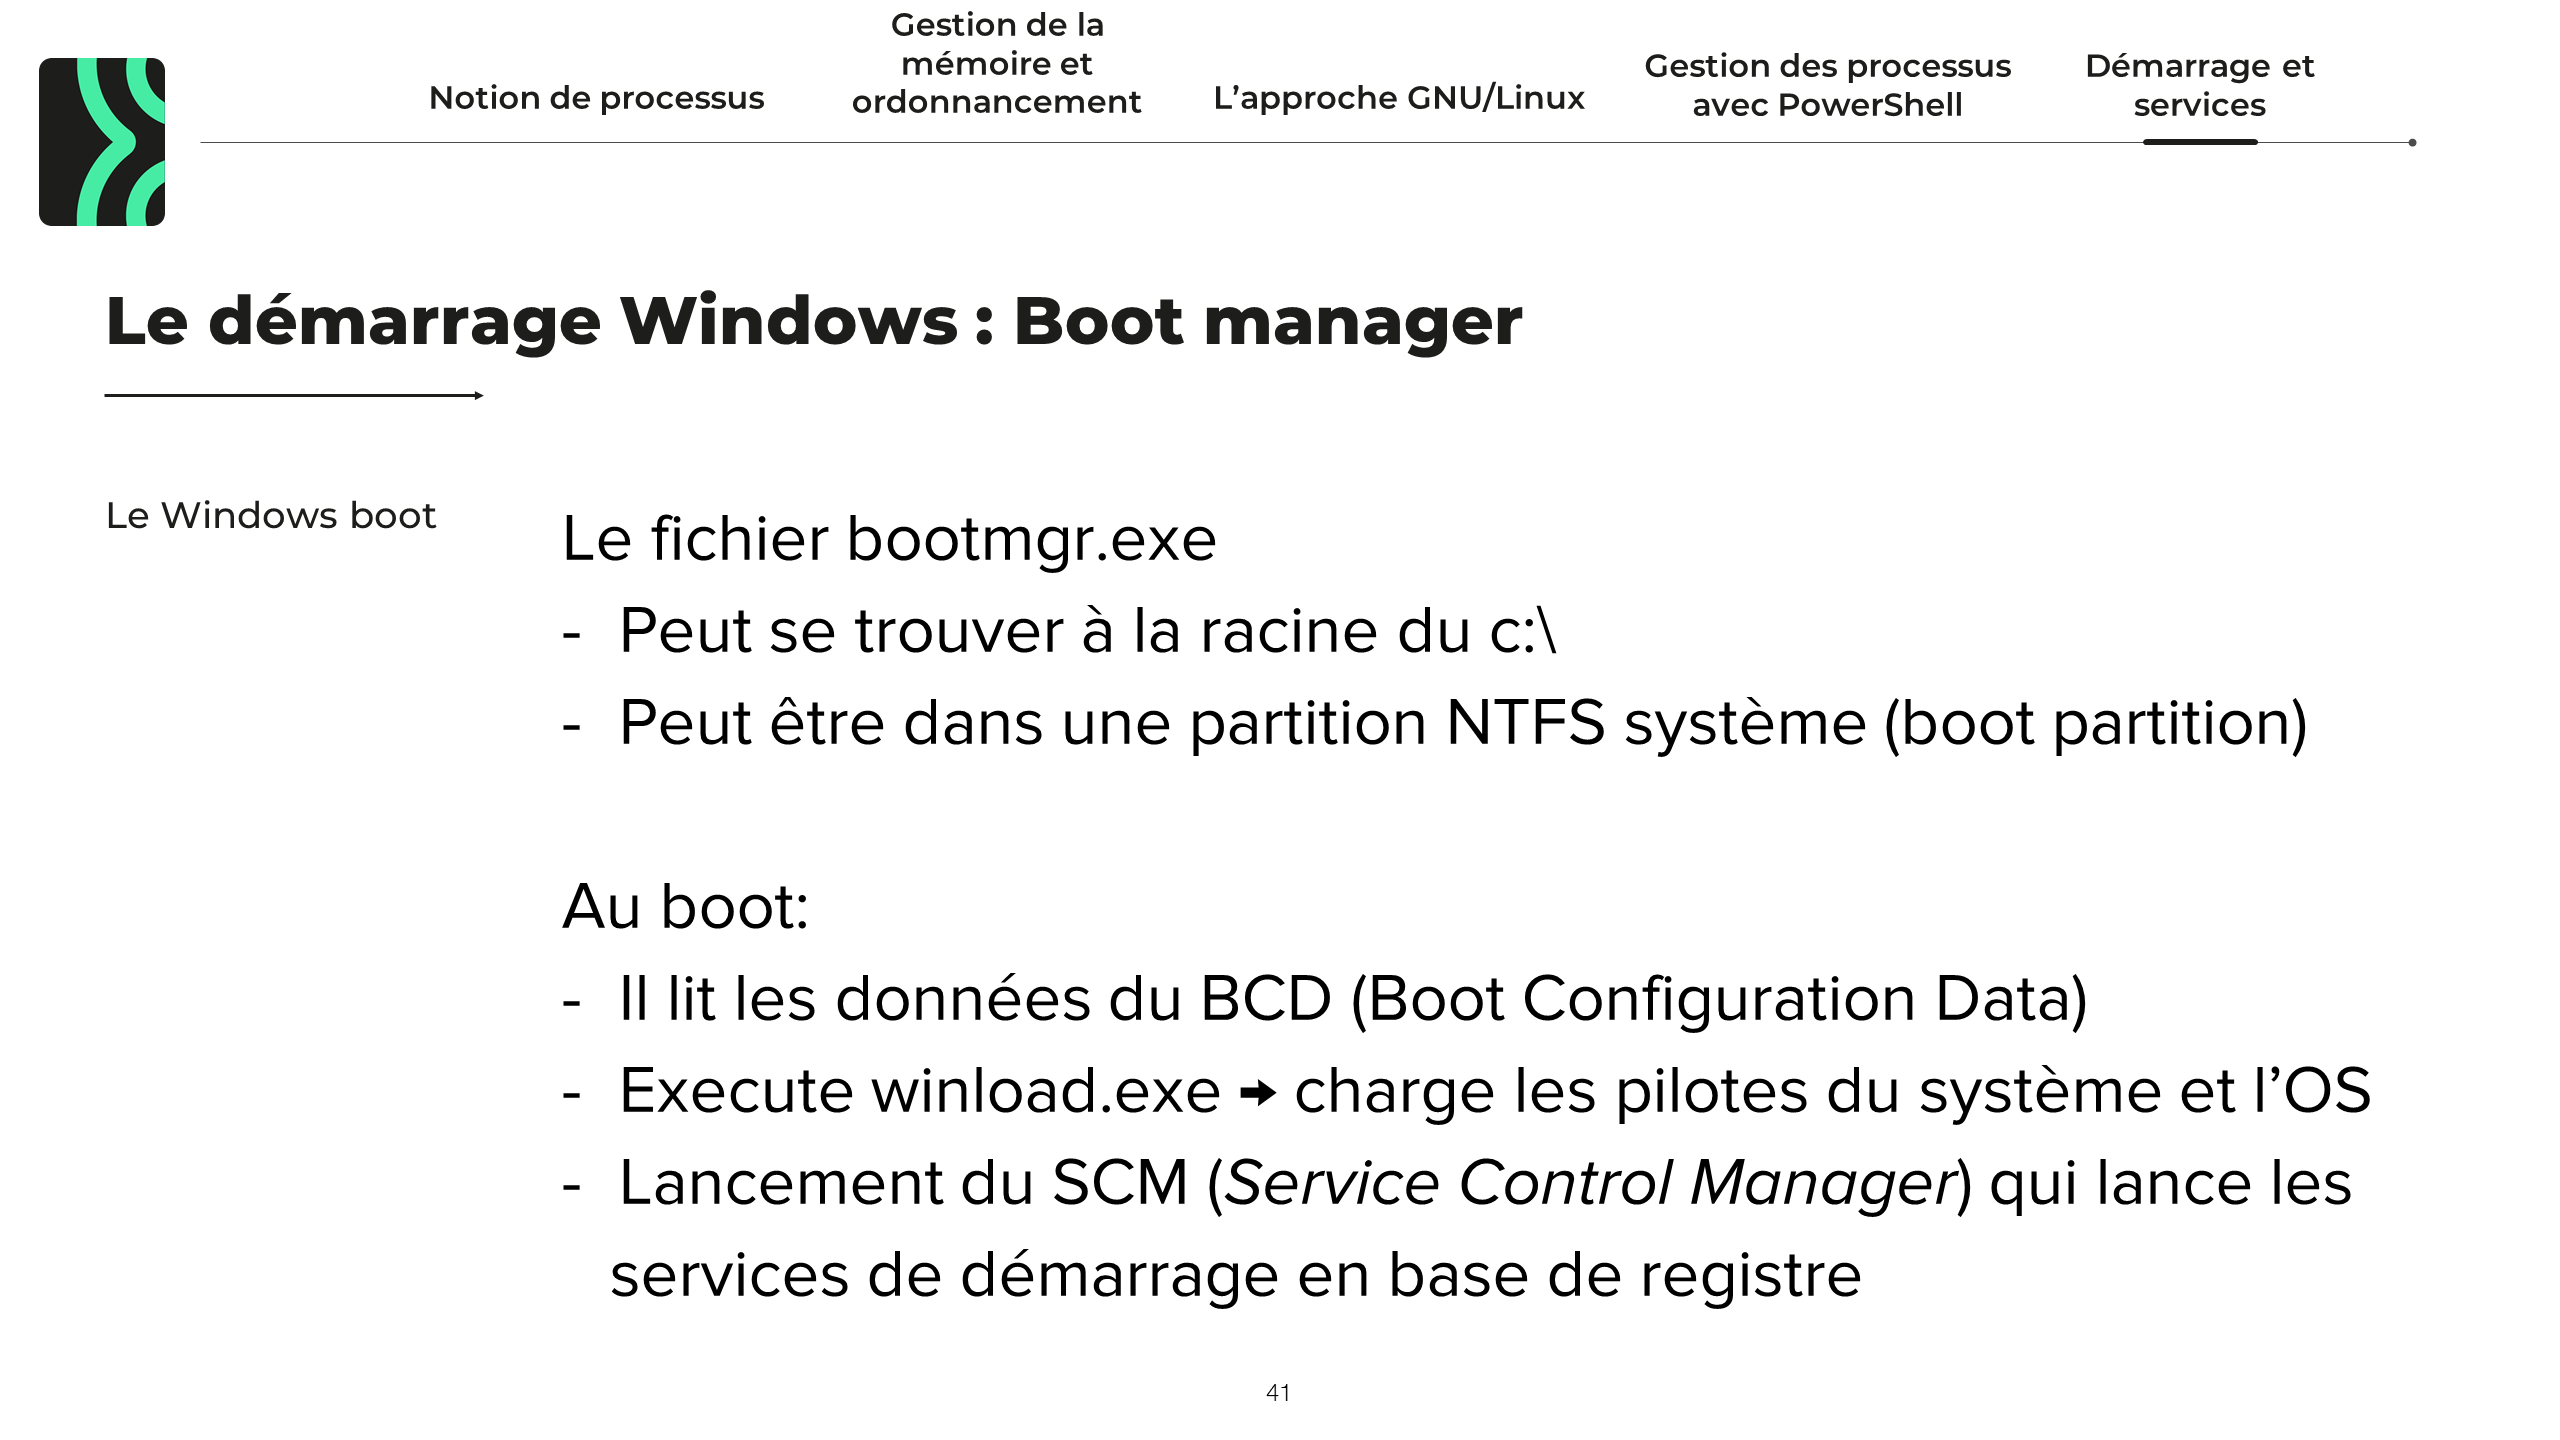 Gestion de la
mémoire et
ordonnancement
Notion de processus
L’approche GNU/Linux
Gestion des processus
avec PowerShell
Démarrage et
services
Le démarrage Windows : Boot manager
Le Windows boot
Le fichier bootmgr.exe
- Peut se trouver à la racine du c:\
- Peut être dans une partition NTFS système (boot partition)
Au boot:
- Il lit les données du BCD (Boot Configuration Data)
- Execute winload.exe 🠪 charge les pilotes du système et l’OS
- Lancement du SCM (Service Control Manager) qui lance les
services de démarrage en base de registre
41